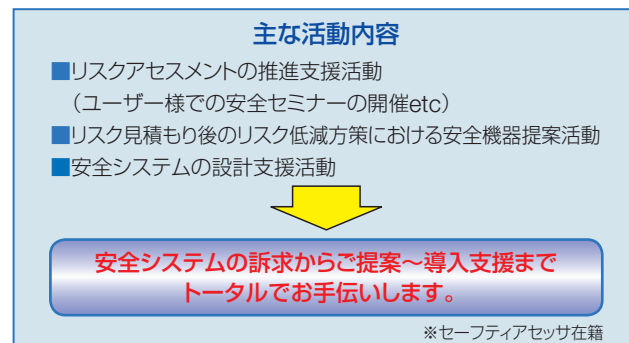 主な活動内容
■リスクアセスメントの推進支援活動
（ユーザー様での安全セミナーの開催etc）
■リスク見積もり後のリスク低減方策における安全機器提案活動
■安全システムの設計支援活動
安全システムの訴求からご提案～導入支援まで
トータルでお手伝いします。
※セーフティアセッサ在籍